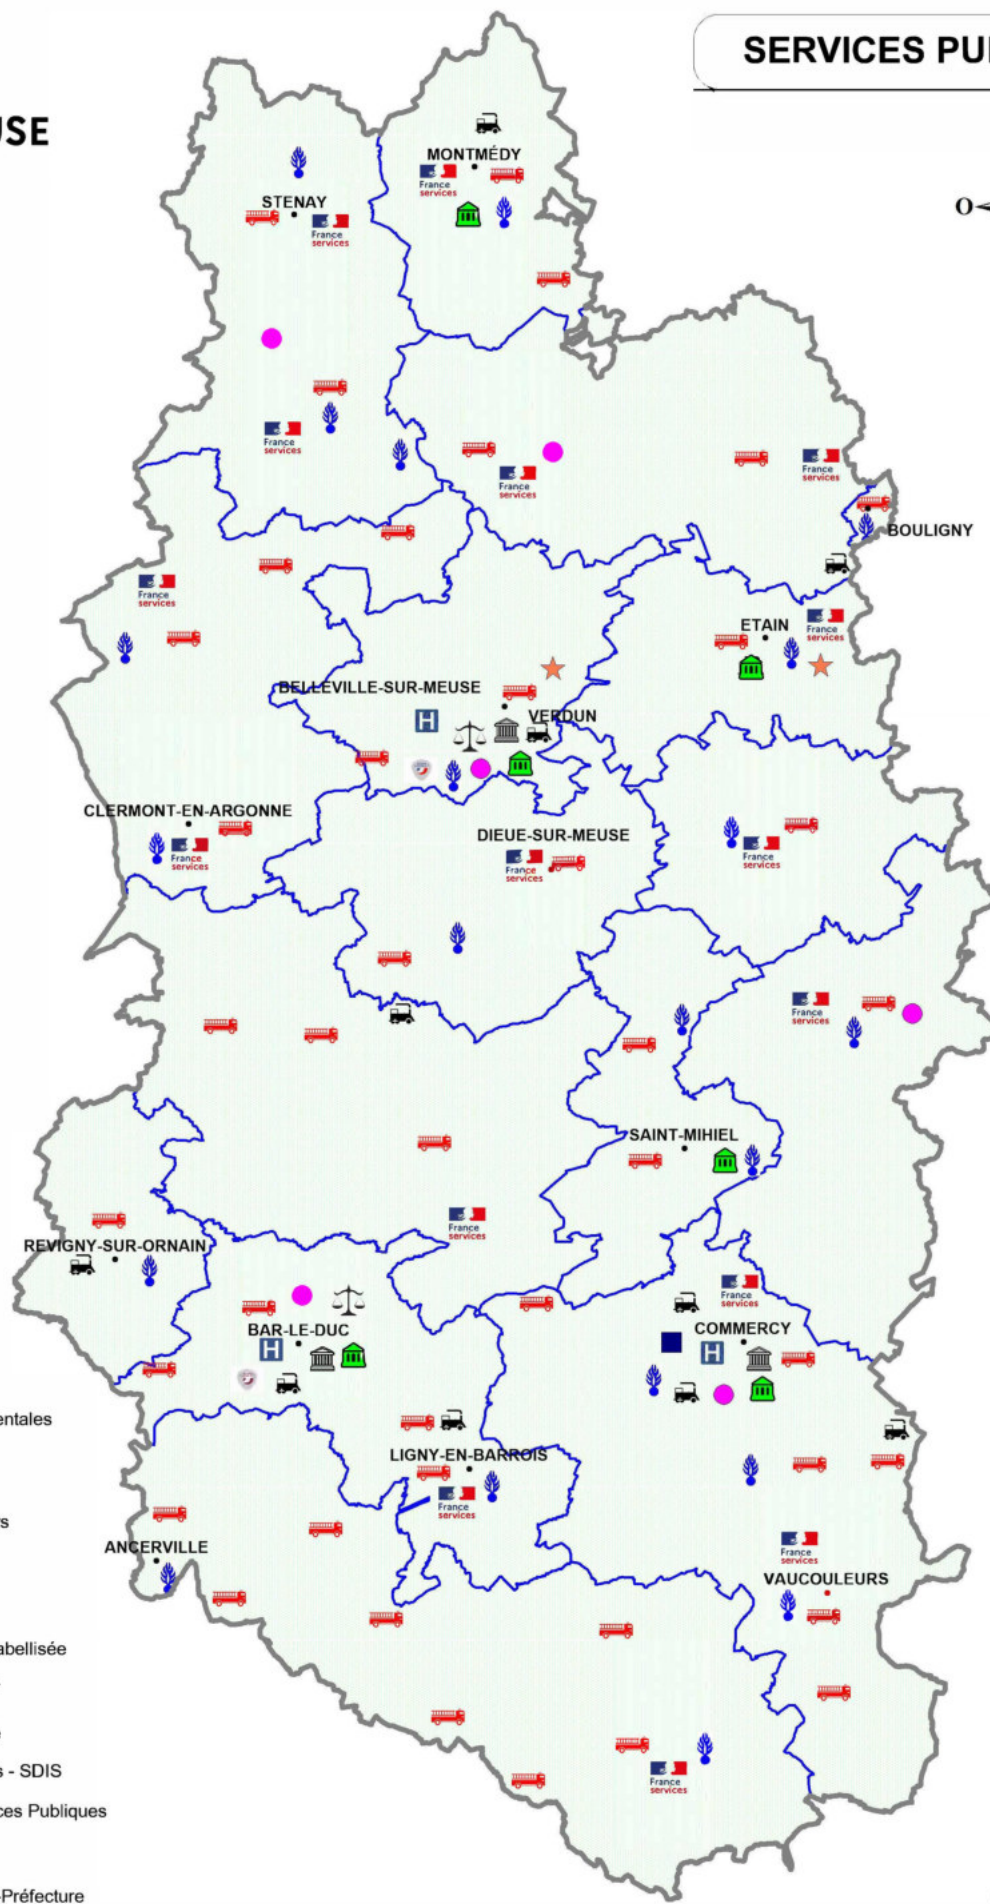 SERVICES PU
USE
MONTMÉDY
France
services
O
STENAY
France
services
France
services
France
services
France
services
BOULIGNY
France
services
ETAIN
France
services
BELLEVILLE-SUR-MEUSE
H
VERDUN
CLERMONT-EN-ARGONNE
France
services
DIEUE-SUR-MEUSE
France
services
France
services
France
services
SAINT-MIHIEL
France
services
REVIGNY-SUR-ORNAIN
France
services
BAR-LE-DUC
H
COMMERCY
H
entales
LIGNY-EN-BARROIS
France
services
rs
ANCERVILLE
France
services
VAUCOULEURS
abellisée
s - SDIS
France
services
ces Publiques
-Préfecture